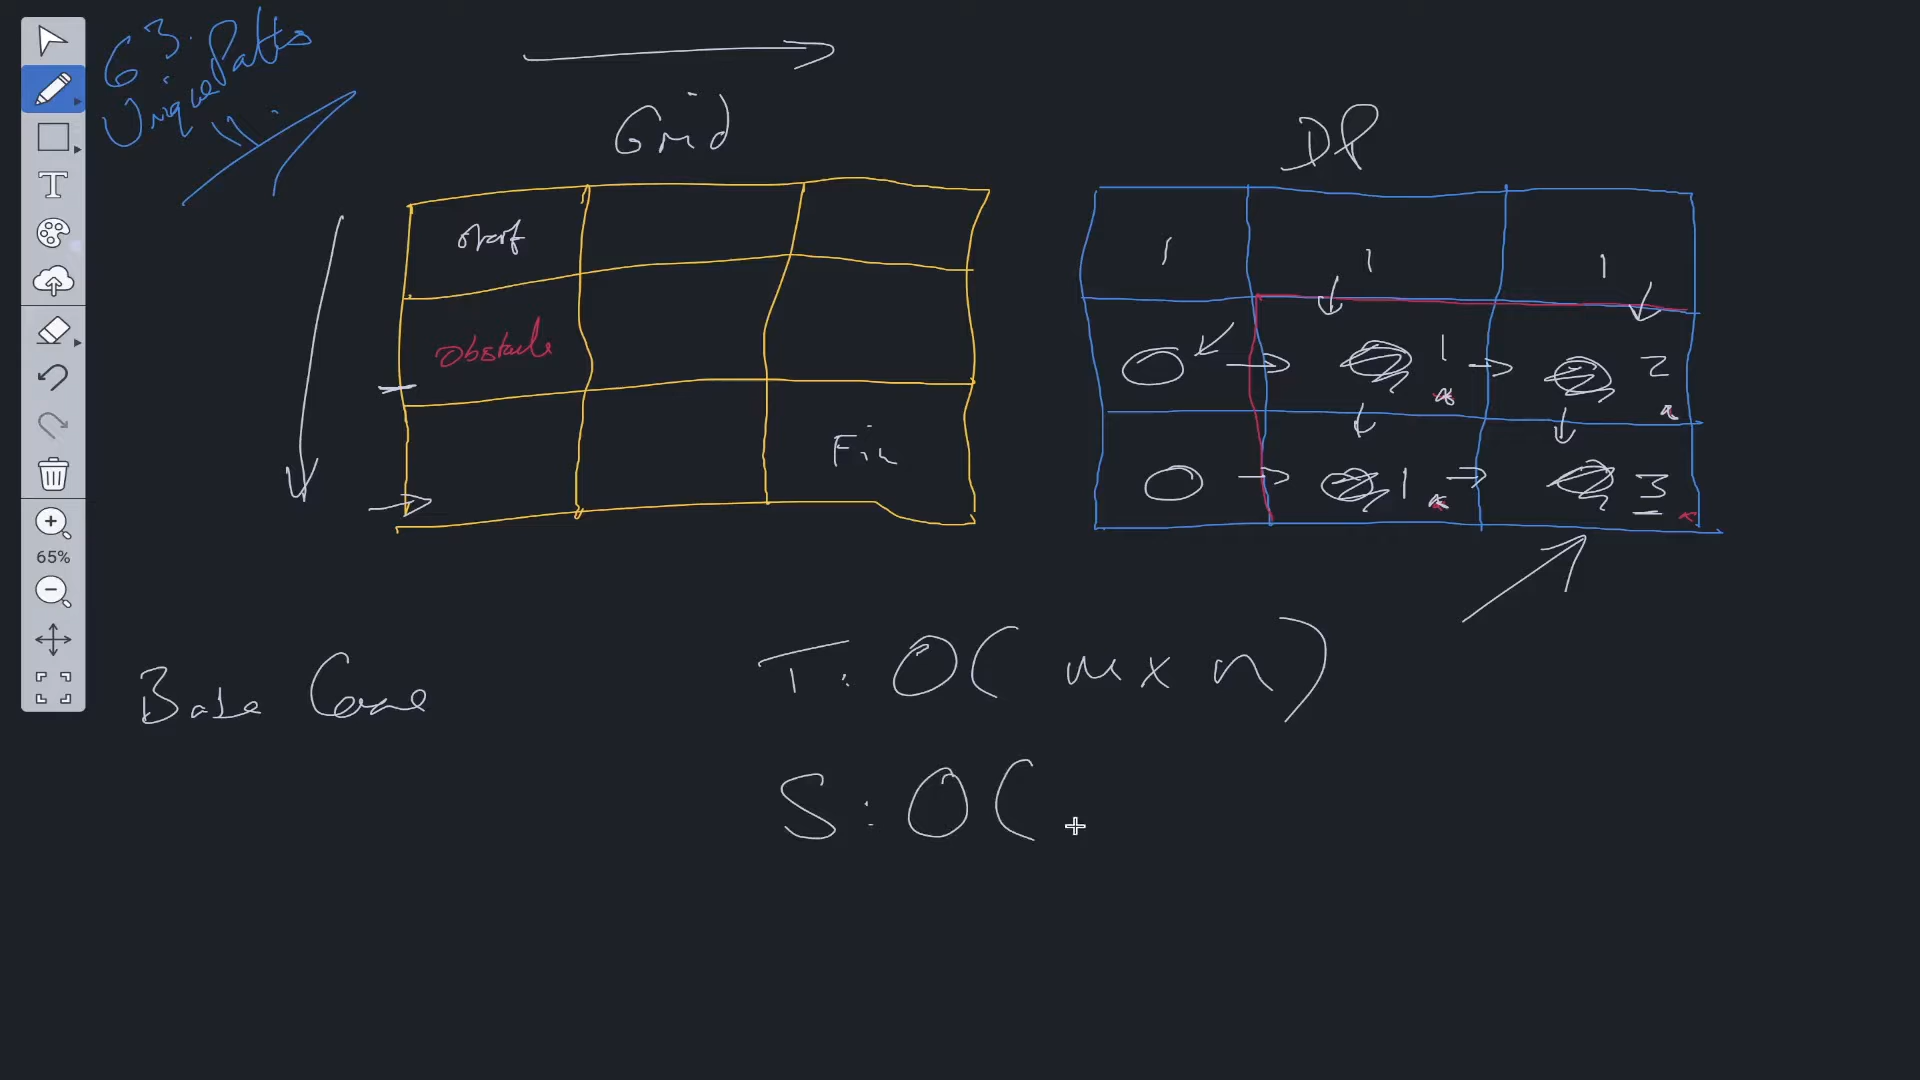 63.
Unique Paths
II.
Grid
DP
start
Obstacle
Fin
1 1 1
0 1 2
0 1 3
Base Case
T: O( m x n )
S: O(
T
65%